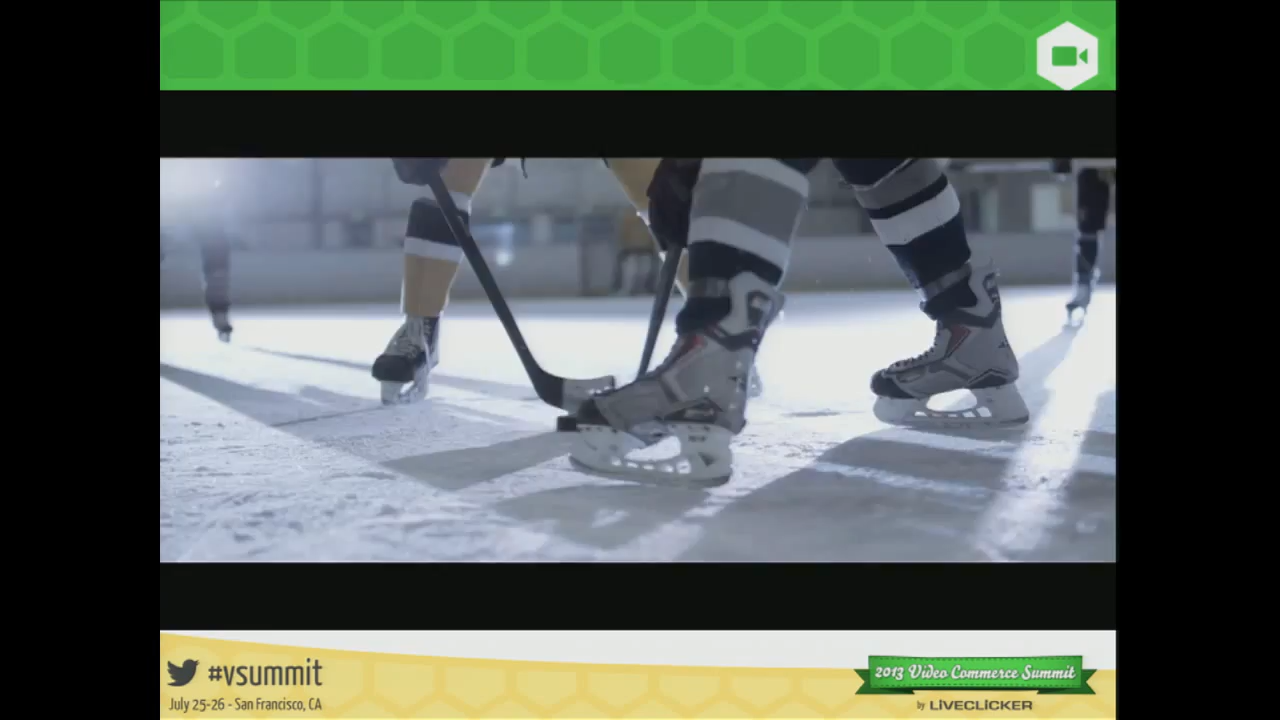 #vsummit
July 25-26 - San Francisco, CA
2013 Video Commerce Summit
by LIVECLICKER